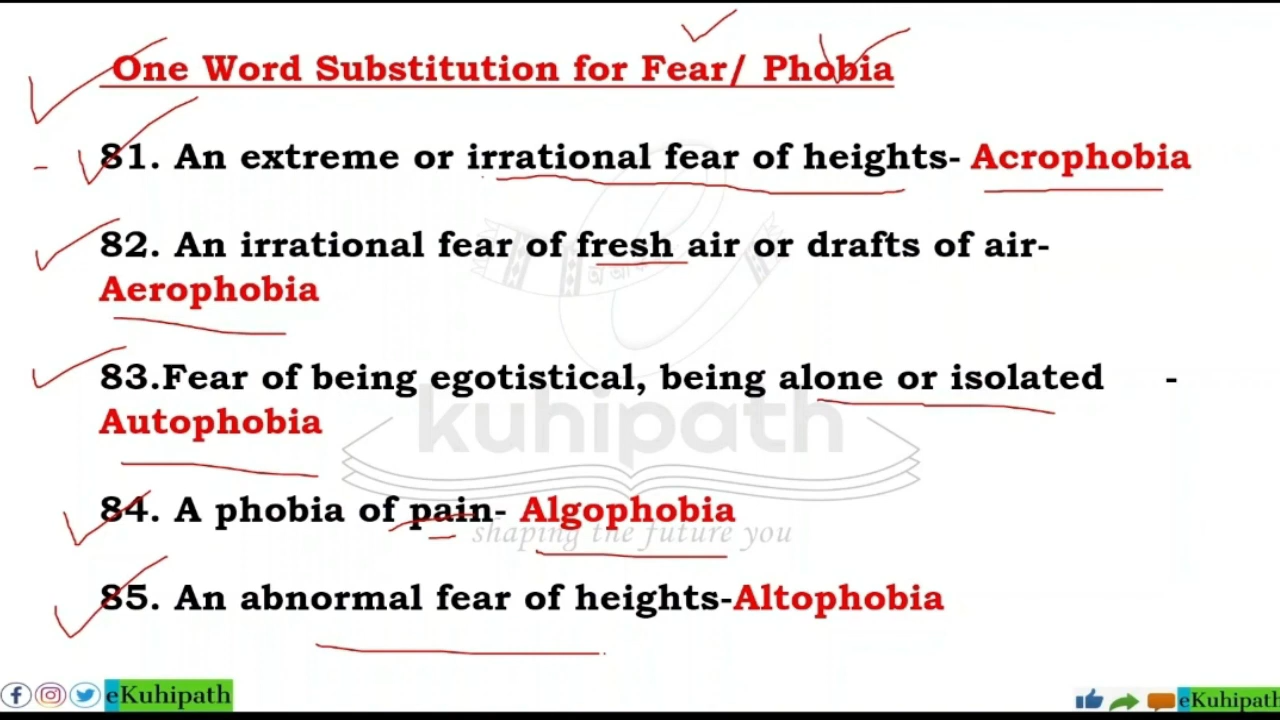 One Word Substitution for Fear/ Phobia
81. An extreme or irrational fear of heights- Acrophobia
82. An irrational fear of fresh air or drafts of air-
Aerophobia
83.Fear of being egotistical, being alone or isolated -
Autophobia
kuhipath
84. A phobia of pain- Algophobia
shaping the future you
85. An abnormal fear of heights-Altophobia
eKuhipath
eKuhipath